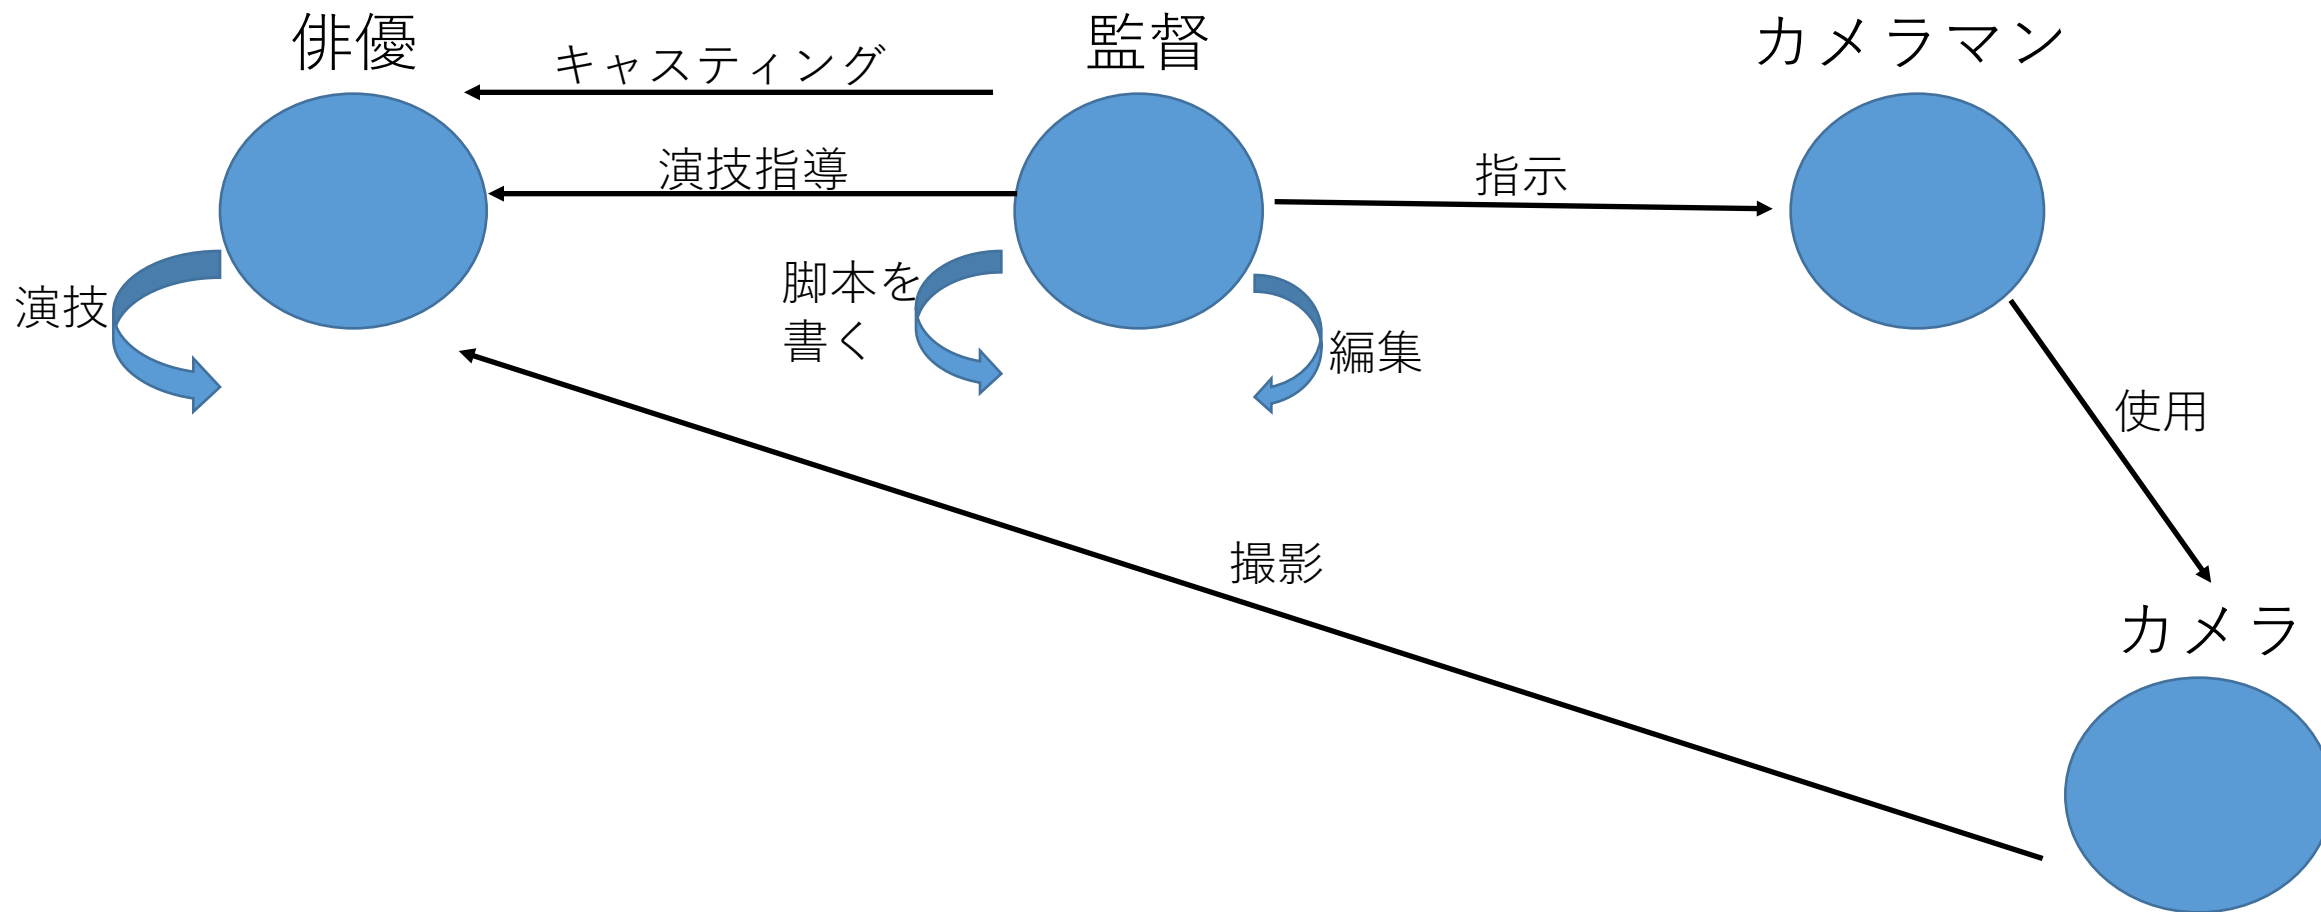 俳優
監督
カメラマン
キャスティング
演技指導
指示
演技
脚本を
書く
編集
使用
撮影
カメラ